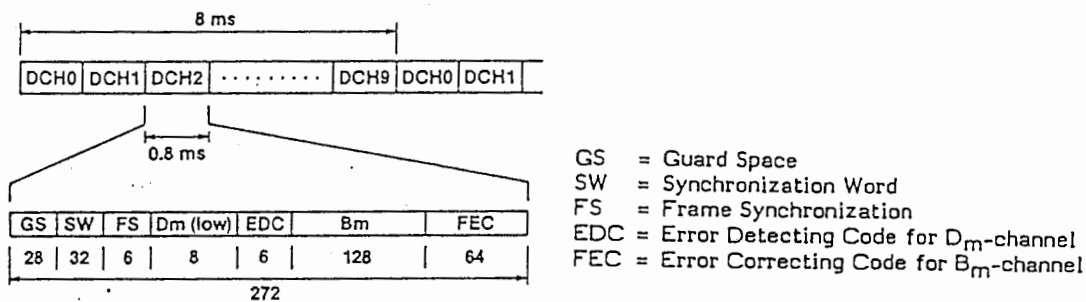 8 ms
DCH0 DCH1 DCH2 ......... DCH9 DCH0 DCH1
0.8 ms
GS SW FS Dm (low) EDC Bm FEC
28 32 6 8 6 128 64
272
GS = Guard Space
SW = Synchronization Word
FS = Frame Synchronization
EDC = Error Detecting Code for Dm-channel
FEC = Error Correcting Code for Bm-channel